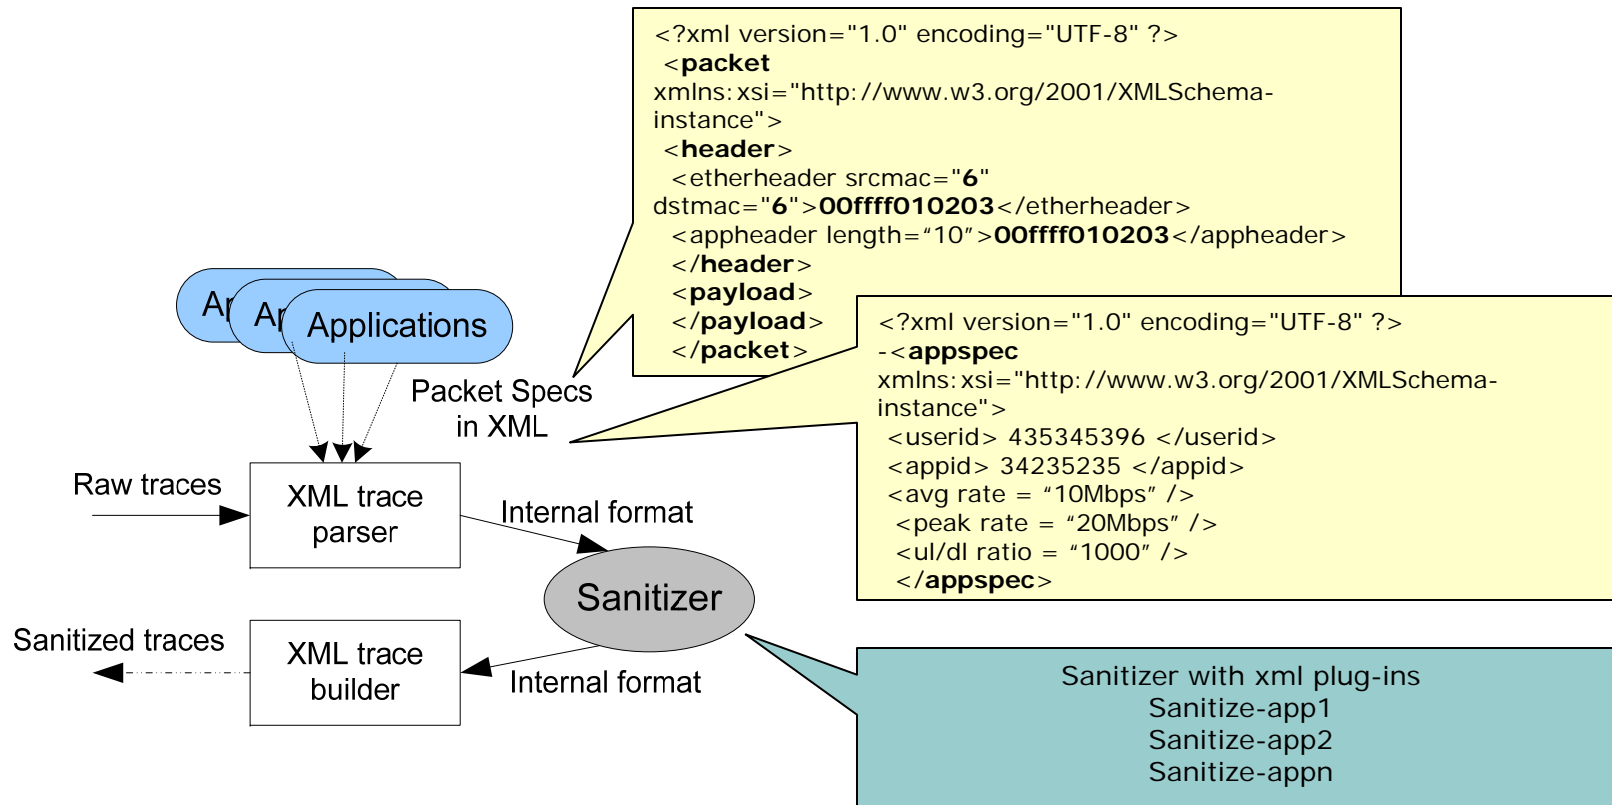 <?xml version="1.0" encoding="UTF-8" ?>
<packet
xmlns:xsi="http://www.w3.org/2001/XMLSchema-
instance">
<header>
<etherheader srcmac="6"
dstmac="6">00ffff010203</etherheader>
<appheader length=“10”>00ffff010203</appheader>
</header>
<payload>
</payload>
</packet>
Applications
Packet Specs
in XML
<?xml version="1.0" encoding="UTF-8" ?>
-<appspec
xmlns:xsi="http://www.w3.org/2001/XMLSchema-
instance">
<userid> 435345396 </userid>
<appid> 34235235 </appid>
<avg rate = “10Mbps” />
<peak rate = “20Mbps” />
<ul/dl ratio = “1000” />
</appspec>
Raw traces
XML trace
parser
Internal format
Sanitizer
Sanitized traces
XML trace
builder
Internal format
Sanitizer with xml plug-ins
Sanitize-app1
Sanitize-app2
Sanitize-appn